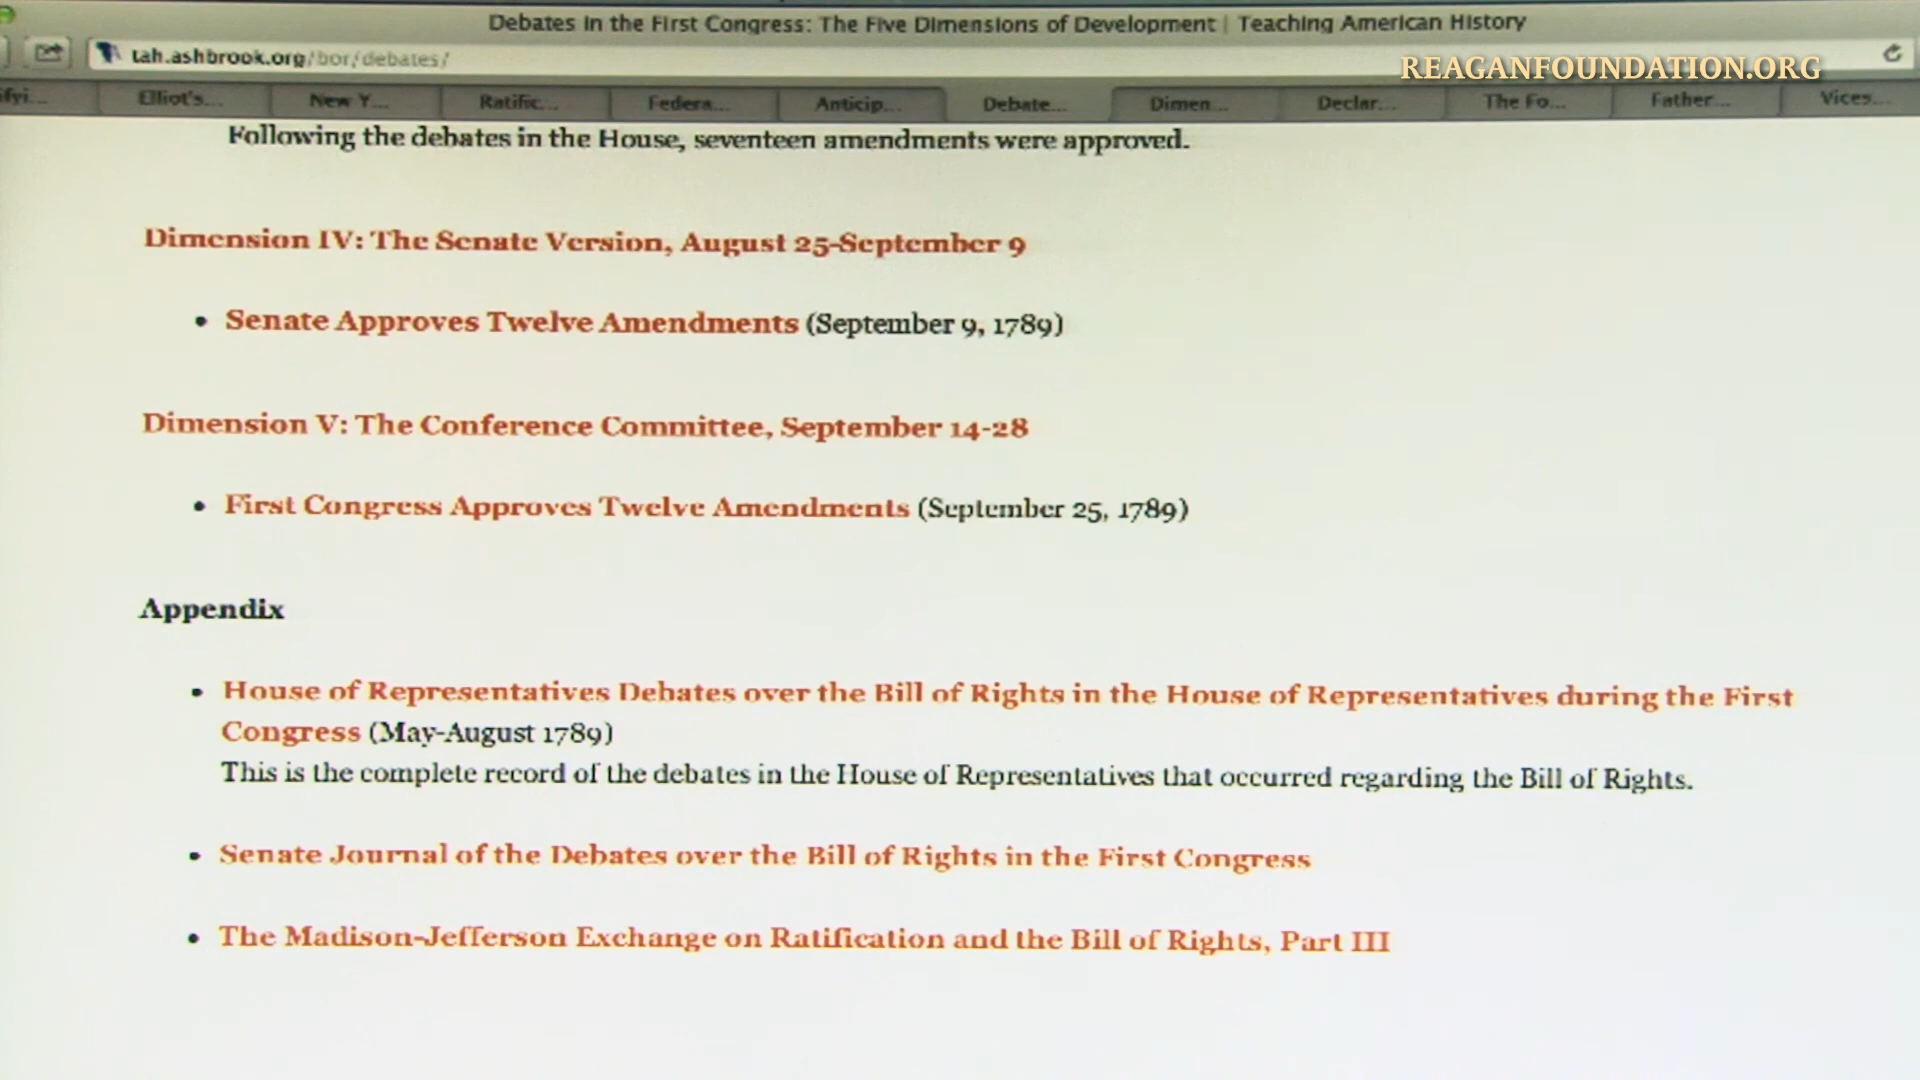 Debates in the First Congress: The Five Dimensions of Development | Teaching American History
tah.ashbrook.org/bor/debates/
REAGANFOUNDATION.ORG
Elliot's... New Y... Ratific... Federa... Anticip... Debate... Dimen... Declar... The Fo... Father... Vices...
Following the debates in the House, seventeen amendments were approved.
Dimension IV: The Senate Version, August 25-September 9
• Senate Approves Twelve Amendments (September 9, 1789)
Dimension V: The Conference Committee, September 14-28
• First Congress Approves Twelve Amendments (September 25, 1789)
Appendix
• House of Representatives Debates over the Bill of Rights in the House of Representatives during the First
Congress (May-August 1789)
This is the complete record of the debates in the House of Representatives that occurred regarding the Bill of Rights.
• Senate Journal of the Debates over the Bill of Rights in the First Congress
• The Madison-Jefferson Exchange on Ratification and the Bill of Rights, Part III